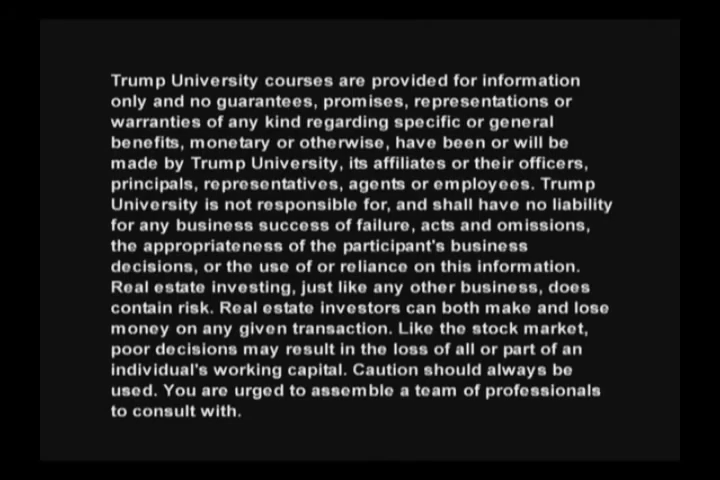 Trump University courses are provided for information
only and no guarantees, promises, representations or
warranties of any kind regarding specific or general
benefits, monetary or otherwise, have been or will be
made by Trump University, its affiliates or their officers,
principals, representatives, agents or employees. Trump
University is not responsible for, and shall have no liability
for any business success of failure, acts and omissions,
the appropriateness of the participant's business
decisions, or the use of or reliance on this information.
Real estate investing, just like any other business, does
contain risk. Real estate investors can both make and lose
money on any given transaction. Like the stock market,
poor decisions may result in the loss of all or part of an
individual's working capital. Caution should always be
used. You are urged to assemble a team of professionals
to consult with.